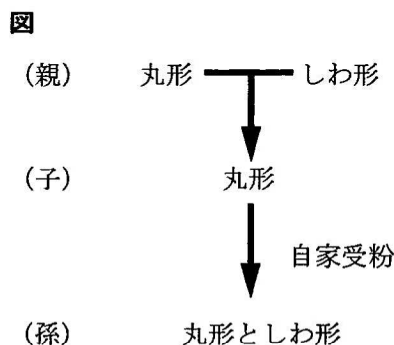 図
(親) 丸形 しわ形
(子) 丸形
自家受粉
(孫) 丸形としわ形